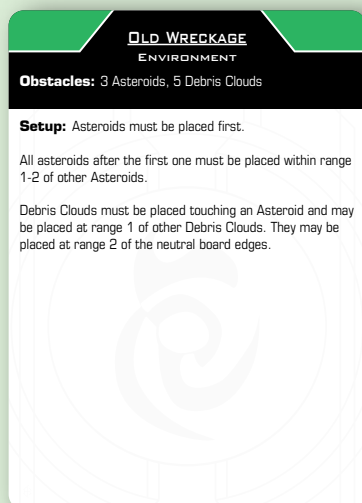 Old Wreckage
Environment
Obstacles: 3 Asteroids, 5 Debris Clouds
Setup: Asteroids must be placed first.
All asteroids after the first one must be placed within range
1-2 of other Asteroids.
Debris Clouds must be placed touching an Asteroid and may
be placed at range 1 of other Debris Clouds. They may be
placed at range 2 of the neutral board edges.